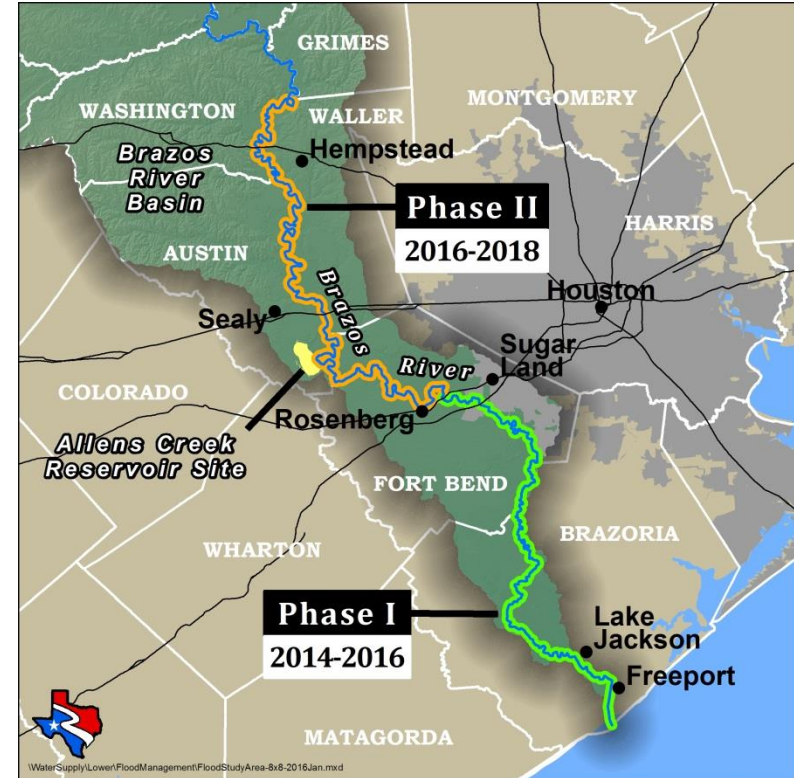 GRIMES
WASHINGTON
WALLER
MONTGOMERY
Brazos
River
Basin
Hempstead
Phase II
2016-2018
HARRIS
AUSTIN
Houston
Brazos
River
Sealy
Sugar
Land
COLORADO
Rosenberg
Allens Creek
Reservoir Site
FORT BEND
BRAZORIA
WHARTON
Phase I
2014-2016
Lake
Jackson
Freeport
MATAGORDA
\WaterSupply\Lower\FloodManagement\FloodStudyArea-8x8-2016Jan.mxd